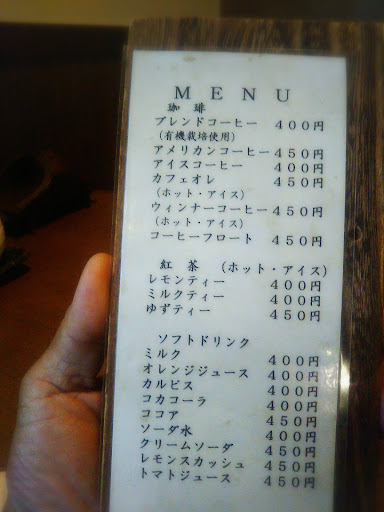 MENU
珈琲
ブレンドコーヒー 400円
(有機栽培使用)
アメリカンコーヒー 450円
アイスコーヒー 400円
カフェオレ 450円
(ホット・アイス)
ウィンナーコーヒー 450円
(ホット・アイス)
コーヒーフロート 450円
紅茶 (ホット・アイス)
レモンティー 400円
ミルクティー 400円
ゆずティー 450円
ソフトドリンク
ミルク 400円
オレンジジュース 400円
カルピス 400円
コカコーラ 400円
ココア 450円
ソーダ水 400円
クリームソーダ 450円
レモンスカッシュ 450円
トマトジュース 450円